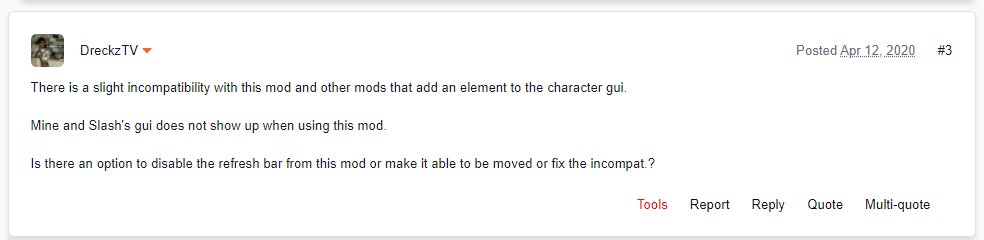 DreckzTV
Posted Apr 12, 2020 #3
There is a slight incompatibility with this mod and other mods that add an element to the character gui.
Mine and Slash's gui does not show up when using this mod.
Is there an option to disable the refresh bar from this mod or make it able to be moved or fix the incompat.?
Tools Report Reply Quote Multi-quote